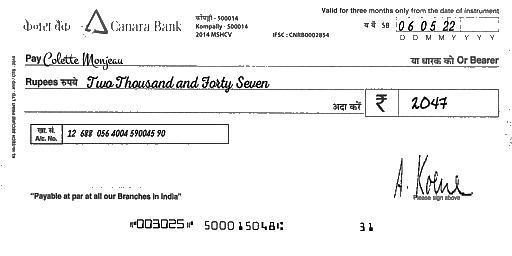 केनरा बैंक Canara Bank
कोंपल्ली - 500014
Kompally - 500014
2014 MSHCV
IFSC : CNRB0002854
Valid for three months only from the date of instrument
SB 06 05 22
D D M M Y Y Y Y
Pay Colette Monjeau या धारक को Or Bearer
Rupees रुपये Two Thousand and Forty Seven
अदा करें ₹ 2047
खा. सं.
A/c. No. 12 688 056 4004 590045 90
A. Koene
Please sign above
"Payable at par at all our Branches in India"
⑈003025⑈ 500015048⑆ 31